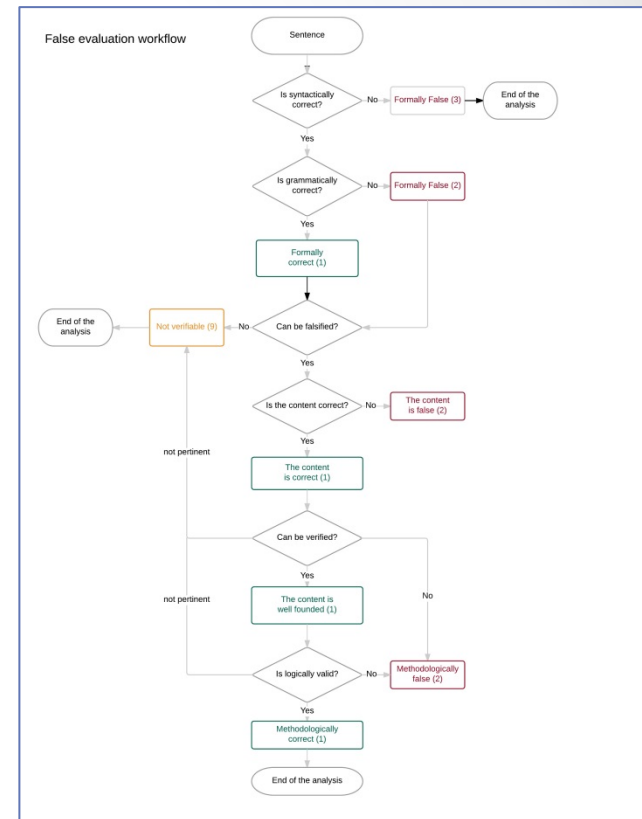 False evaluation workflow
Sentence
Is syntactically
correct?
No
Formally False (3)
End of the
analysis
Yes
Is grammatically
correct?
No
Formally False (2)
Yes
Formally
correct (1)
End of the
analysis
Not verifiable (9)
No
Can be falsified?
Yes
Is the content correct?
No
The content
is false (2)
Yes
not pertinent
The content
is correct (1)
Can be verified?
Yes
No
not pertinent
The content is
well founded (1)
Is logically valid?
No
Methodologically
false (2)
Yes
Methodologically
correct (1)
End of the analysis